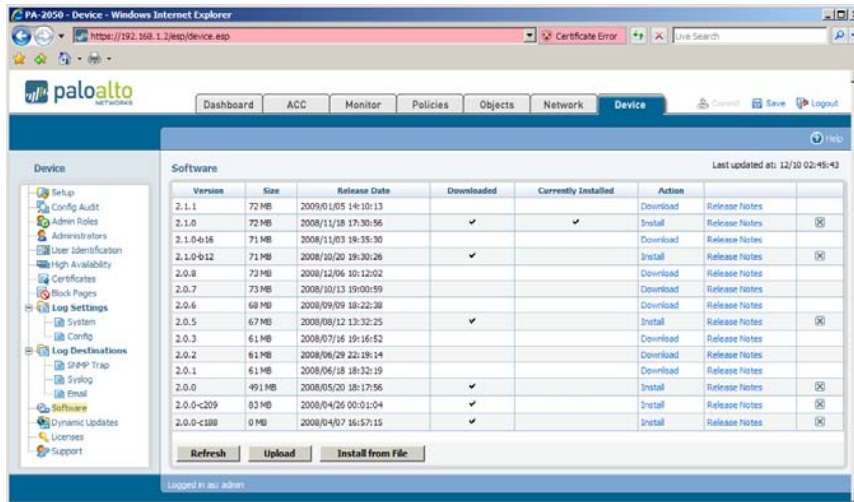 PA-2050 - Device - Windows Internet Explorer
https://192.168.1.2/esp/device.esp
Certificate Error
Live Search
paloalto
NETWORKS
Dashboard ACC Monitor Policies Objects Network Device
Commit Save Logout
Help
Device
Setup
Config Audit
Admin Roles
Administrators
User Identification
High Availability
Certificates
Block Pages
Log Settings
System
Config
Log Destinations
SNMP Trap
Syslog
Email
Software
Dynamic Updates
Licenses
Support
Software
Last updated at: 12/10 02:45:43
Version Size Release Date Downloaded Currently Installed Action
2.1.1 72 MB 2009/01/05 14:10:13 Download Release Notes
2.1.0 72 MB 2008/11/18 17:30:56 ✔ ✔ Install Release Notes
2.1.0-b16 71 MB 2008/11/03 19:35:30 Download Release Notes
2.1.0-b12 71 MB 2008/10/20 19:30:26 ✔ Install Release Notes
2.0.8 73 MB 2008/12/06 10:12:02 Download Release Notes
2.0.7 73 MB 2008/10/13 19:00:59 Download Release Notes
2.0.6 68 MB 2008/09/09 18:22:38 Download Release Notes
2.0.5 67 MB 2008/08/12 13:32:25 ✔ Install Release Notes
2.0.3 61 MB 2008/07/16 19:16:52 Download Release Notes
2.0.2 61 MB 2008/06/29 22:19:14 Download Release Notes
2.0.1 61 MB 2008/06/18 18:32:19 Download Release Notes
2.0.0 491 MB 2008/05/20 18:17:56 ✔ Install Release Notes
2.0.0-c209 83 MB 2008/04/26 00:01:04 ✔ Install Release Notes
2.0.0-c188 0 MB 2008/04/07 16:57:15 ✔ Install Release Notes
Refresh Upload Install from File
Logged in as: admin